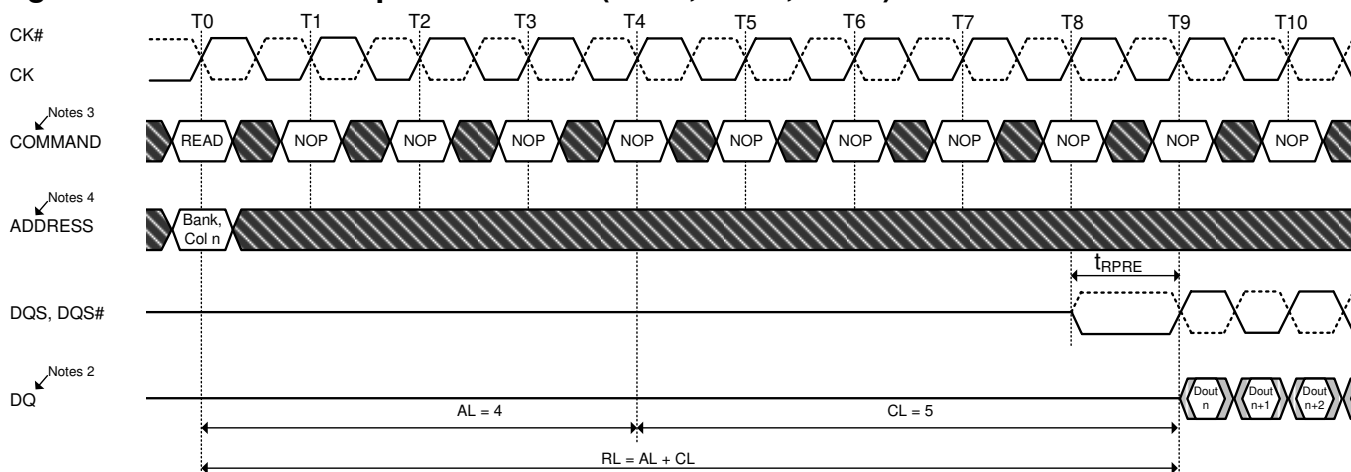 T0 T1 T2 T3 T4 T5 T6 T7 T8 T9 T10
CK#
CK
Notes 3
COMMAND
READ NOP NOP NOP NOP NOP NOP NOP NOP NOP NOP
Notes 4
ADDRESS
Bank,
Col n
tRPRE
DQS, DQS#
Notes 2
DQ
Dout
n
Dout
n+1
Dout
n+2
AL = 4
CL = 5
RL = AL + CL